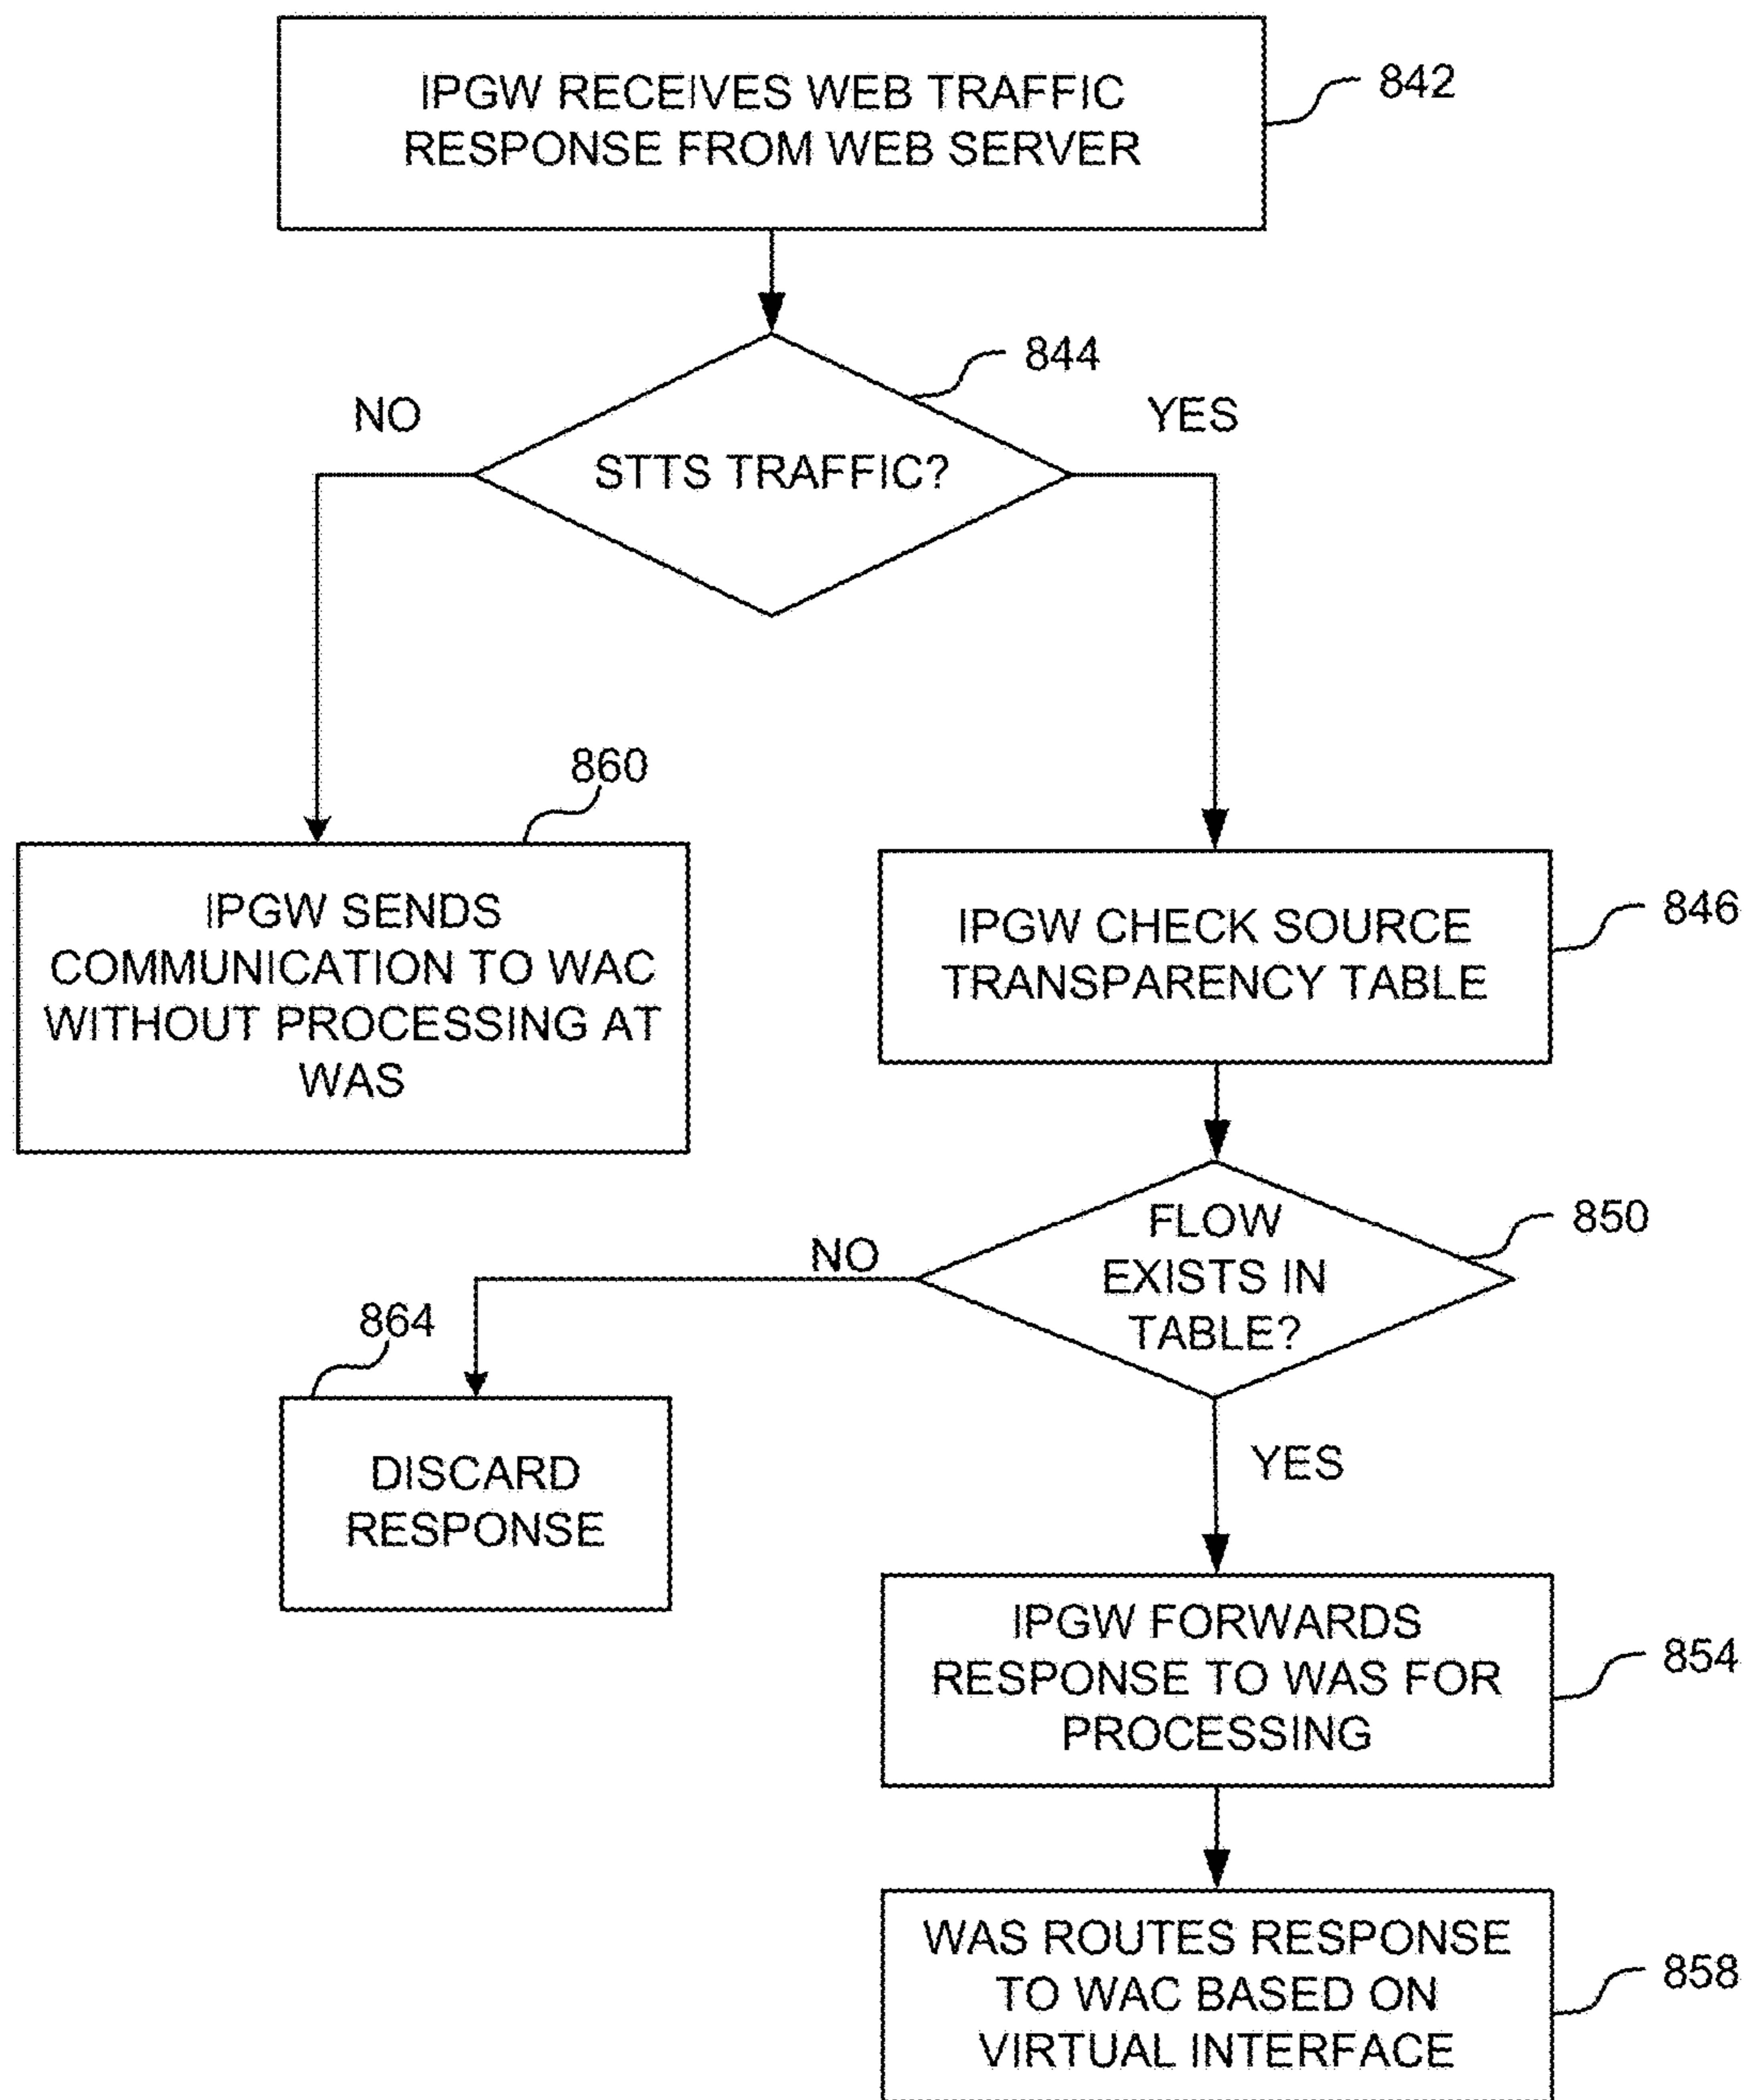 IPGW RECEIVES WEB TRAFFIC
RESPONSE FROM WEB SERVER
842
844
NO
YES
STTS TRAFFIC?
860
IPGW SENDS
COMMUNICATION TO WAC
WITHOUT PROCESSING AT
WAS
IPGW CHECK SOURCE
TRANSPARENCY TABLE
846
FLOW
EXISTS IN
TABLE?
850
NO
864
DISCARD
RESPONSE
YES
IPGW FORWARDS
RESPONSE TO WAS FOR
PROCESSING
854
WAS ROUTES RESPONSE
TO WAC BASED ON
VIRTUAL INTERFACE
858